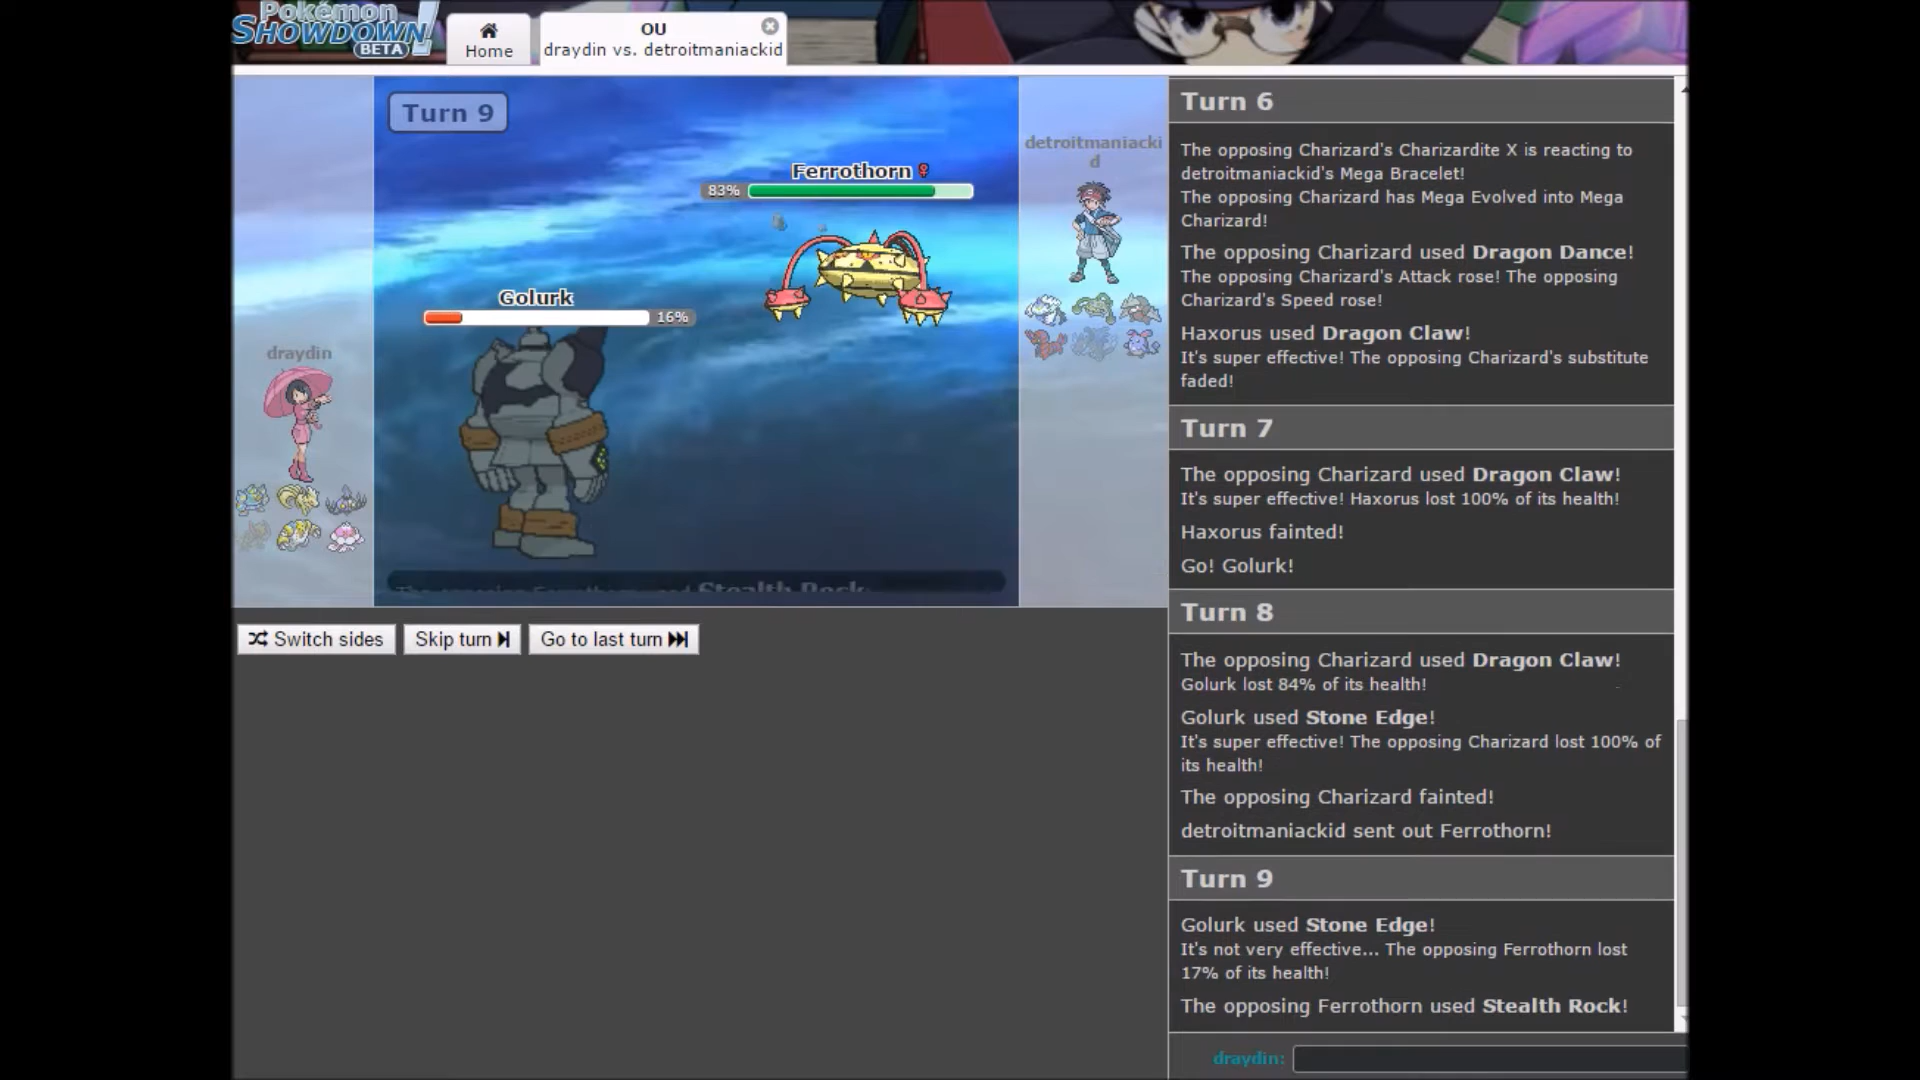 Pokémon
SHOWDOWN!
BETA
Home
OU
draydin vs. detroitmaniackid
Turn 9
detroitmaniacki
d
Ferrothorn
83%
Golurk
16%
draydin
Switch sides
Skip turn
Go to last turn
Turn 6
The opposing Charizard's Charizardite X is reacting to
detroitmaniackid's Mega Bracelet!
The opposing Charizard has Mega Evolved into Mega
Charizard!
The opposing Charizard used Dragon Dance!
The opposing Charizard's Attack rose! The opposing
Charizard's Speed rose!
Haxorus used Dragon Claw!
It's super effective! The opposing Charizard's substitute
faded!
Turn 7
The opposing Charizard used Dragon Claw!
It's super effective! Haxorus lost 100% of its health!
Haxorus fainted!
Go! Golurk!
Turn 8
The opposing Charizard used Dragon Claw!
Golurk lost 84% of its health!
Golurk used Stone Edge!
It's super effective! The opposing Charizard lost 100% of
its health!
The opposing Charizard fainted!
detroitmaniackid sent out Ferrothorn!
Turn 9
Golurk used Stone Edge!
It's not very effective... The opposing Ferrothorn lost
17% of its health!
The opposing Ferrothorn used Stealth Rock!
draydin: